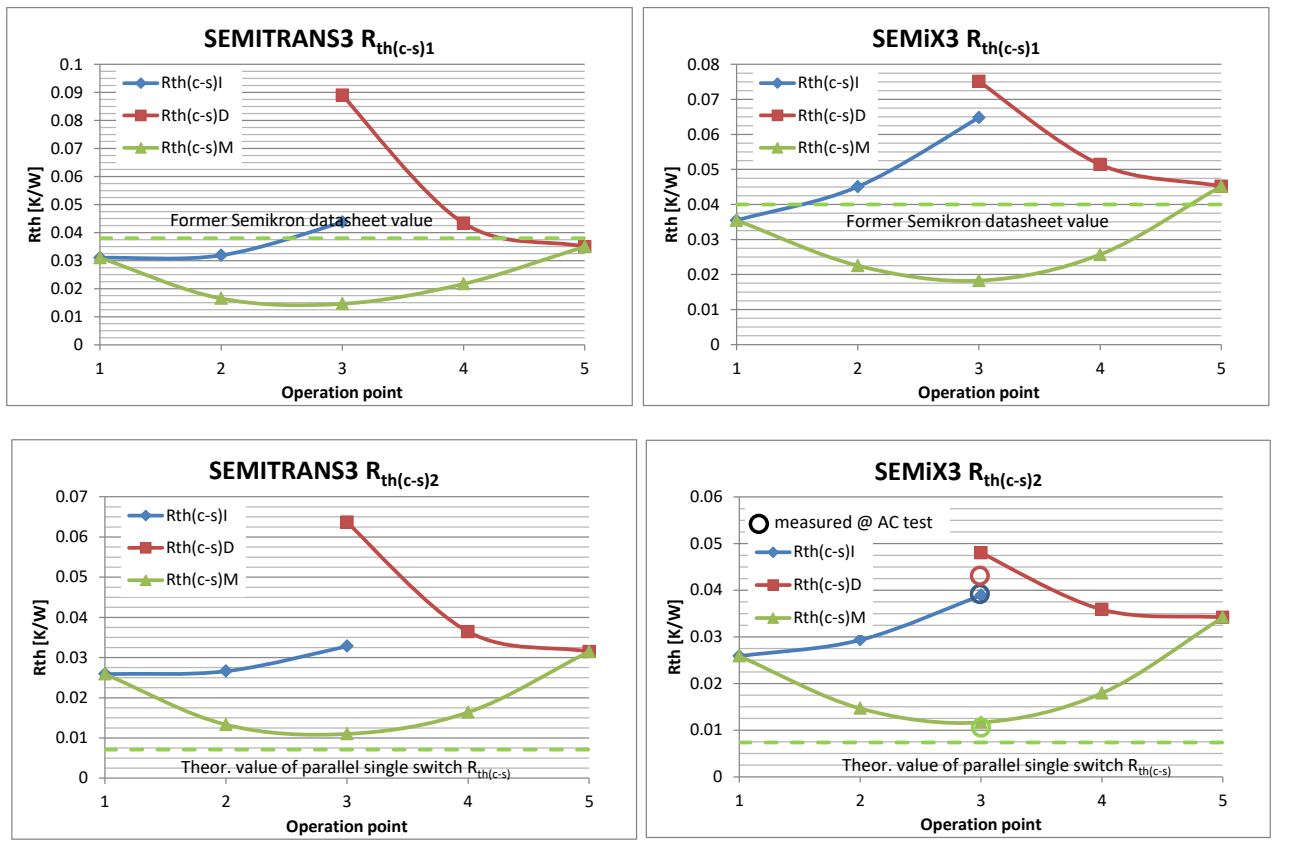 SEMITRANS3 Rth(c-s)1
0.1
0.09
0.08
0.07
0.06
0.05
0.04
0.03
0.02
0.01
0
Rth [K/W]
Rth(c-s)I
Rth(c-s)D
Rth(c-s)M
Former Semikron datasheet value
1 2 3 4 5
Operation point
SEMiX3 Rth(c-s)1
0.08
0.07
0.06
0.05
0.04
0.03
0.02
0.01
0
Rth [K/W]
Rth(c-s)I
Rth(c-s)D
Rth(c-s)M
Former Semikron datasheet value
1 2 3 4 5
Operation point
SEMITRANS3 Rth(c-s)2
0.07
0.06
0.05
0.04
0.03
0.02
0.01
0
Rth [K/W]
Rth(c-s)I
Rth(c-s)D
Rth(c-s)M
Theor. value of parallel single switch Rth(c-s)
1 2 3 4 5
Operation point
SEMiX3 Rth(c-s)2
0.06
0.05
0.04
0.03
0.02
0.01
0
Rth [K/W]
measured @ AC test
Rth(c-s)I
Rth(c-s)D
Rth(c-s)M
Theor. value of parallel single switch Rth(c-s)
1 2 3 4 5
Operation point